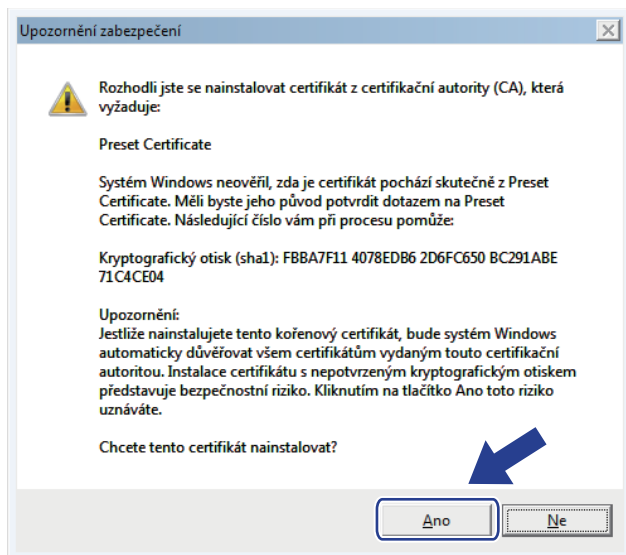 Upozornění zabezpečení
Rozhodli jste se nainstalovat certifikát z certifikační autority (CA), která
vyžaduje:
Preset Certificate
Systém Windows neověřil, zda je certifikát pochází skutečně z Preset
Certificate. Měli byste jeho původ potvrdit dotazem na Preset
Certificate. Následující číslo vám při procesu pomůže:
Kryptografický otisk (sha1): FBBA7F11 4078EDB6 2D6FC650 BC291ABE
71C4CE04
Upozornění:
Jestliže nainstalujete tento kořenový certifikát, bude systém Windows
automaticky důvěřovat všem certifikátům vydaným touto certifikační
autoritou. Instalace certifikátu s nepotvrzeným kryptografickým otiskem
představuje bezpečnostní riziko. Kliknutím na tlačítko Ano toto riziko
uznáváte.
Chcete tento certifikát nainstalovat?
Ano
Ne